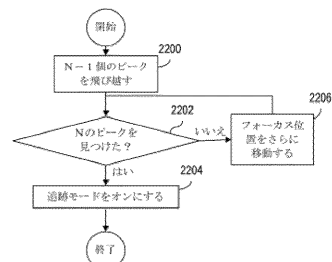 開始
2200
N－1個のピーク
を飛び越す
2202
Nのピークを
見つけた？
いいえ
2206
フォーカス位
置をさらに
移動する
はい
2204
追跡モードをオンにする
終了